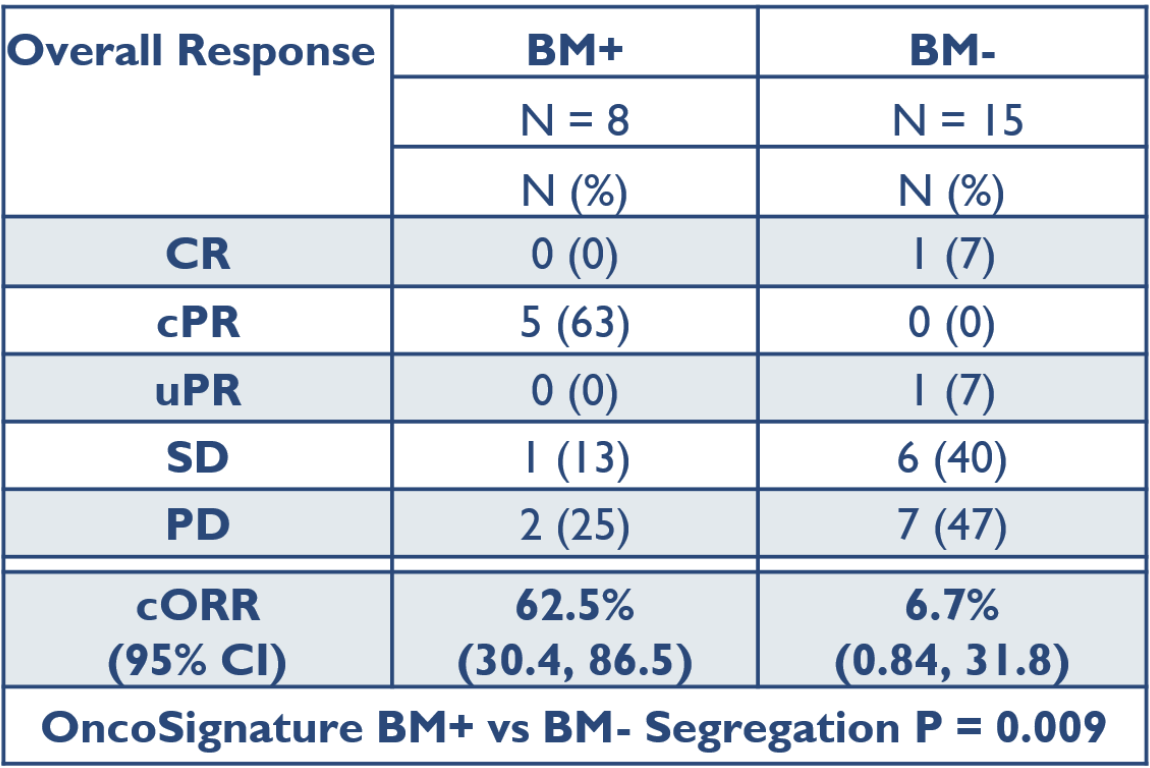 Overall Response BM+ BM-
N = 8 N = 15
N (%) N (%)
CR 0 (0) 1 (7)
cPR 5 (63) 0 (0)
uPR 0 (0) 1 (7)
SD 1 (13) 6 (40)
PD 2 (25) 7 (47)
cORR 62.5% 6.7%
(95% CI) (30.4, 86.5) (0.84, 31.8)
OncoSignature BM+ vs BM- Segregation P = 0.009